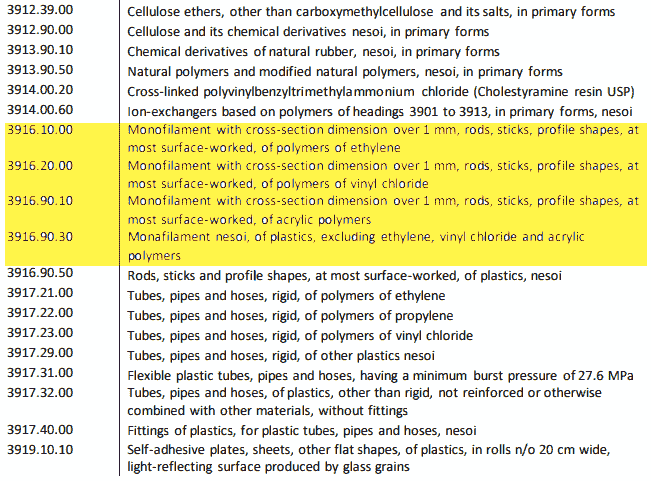 3912.39.00 Cellulose ethers, other than carboxymethylcellulose and its salts, in primary forms
3912.90.00 Cellulose and its chemical derivatives nesoi, in primary forms
3913.90.10 Chemical derivatives of natural rubber, nesoi, in primary forms
3913.90.50 Natural polymers and modified natural polymers, nesoi, in primary forms
3914.00.20 Cross-linked polyvinylbenzyltrimethylammonium chloride (Cholestyramine resin USP)
3914.00.60 Ion-exchangers based on polymers of headings 3901 to 3913, in primary forms, nesoi
3916.10.00 Monofilament with cross-section dimension over 1 mm, rods, sticks, profile shapes, at
most surface-worked, of polymers of ethylene
3916.20.00 Monofilament with cross-section dimension over 1 mm, rods, sticks, profile shapes, at
most surface-worked, of polymers of vinyl chloride
3916.90.10 Monofilament with cross-section dimension over 1 mm, rods, sticks, profile shapes, at
most surface-worked, of acrylic polymers
3916.90.30 Monafilament nesoi, of plastics, excluding ethylene, vinyl chloride and acrylic
polymers
3916.90.50 Rods, sticks and profile shapes, at most surface-worked, of plastics, nesoi
3917.21.00 Tubes, pipes and hoses, rigid, of polymers of ethylene
3917.22.00 Tubes, pipes and hoses, rigid, of polymers of propylene
3917.23.00 Tubes, pipes and hoses, rigid, of polymers of vinyl chloride
3917.29.00 Tubes, pipes and hoses, rigid, of other plastics nesoi
3917.31.00 Flexible plastic tubes, pipes and hoses, having a minimum burst pressure of 27.6 MPa
3917.32.00 Tubes, pipes and hoses, of plastics, other than rigid, not reinforced or otherwise
combined with other materials, without fittings
3917.40.00 Fittings of plastics, for plastic tubes, pipes and hoses, nesoi
3919.10.10 Self-adhesive plates, sheets, other flat shapes, of plastics, in rolls n/o 20 cm wide,
light-reflecting surface produced by glass grains